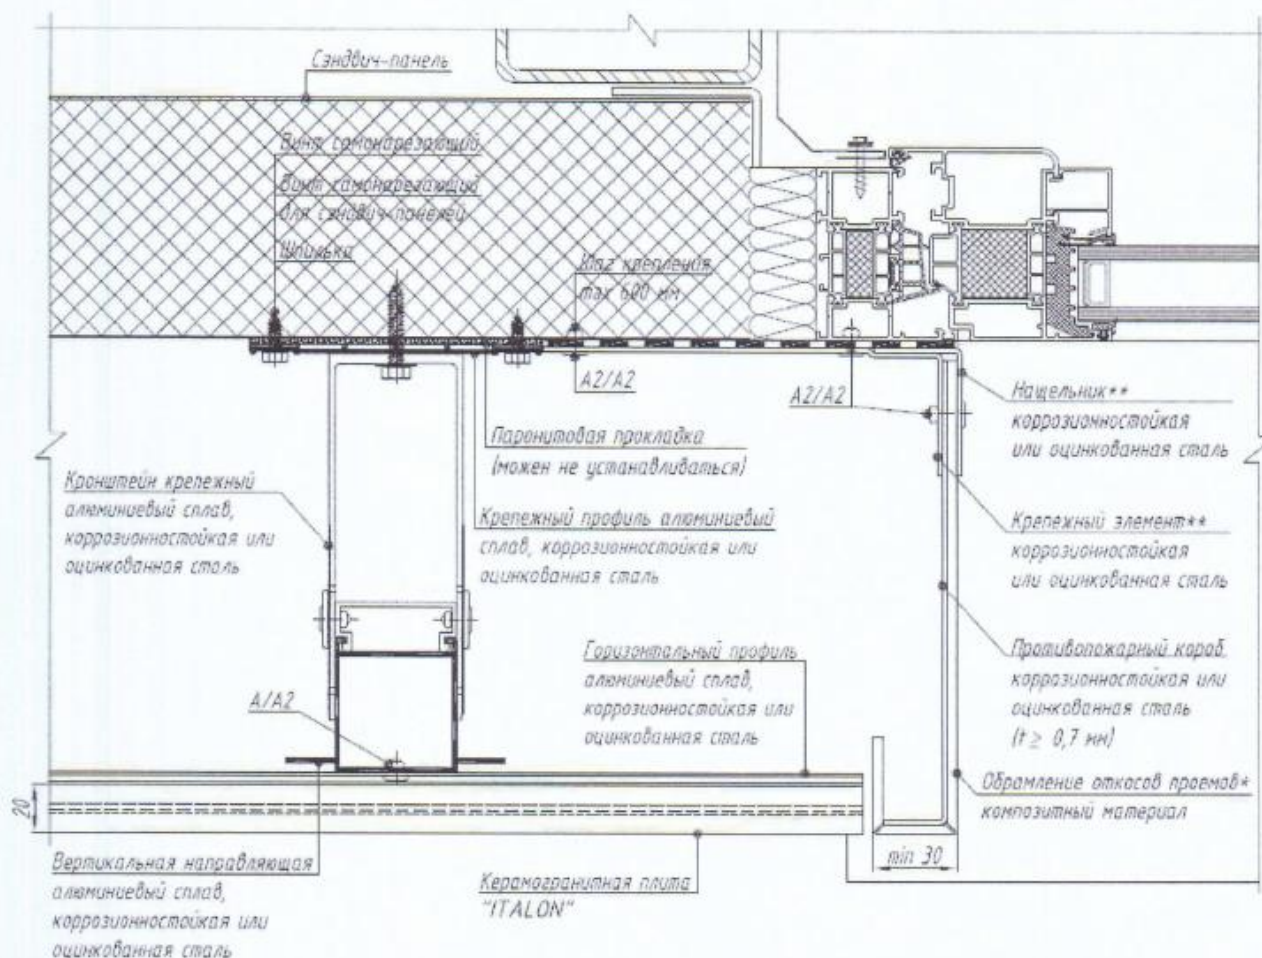 Сэндвич-панель
Винт самонарезающий
Винт самонарезающий
для сэндвич-панелей
Шпилька
Шаг крепления
max 600 мм
A2/A2
A2/A2
Нащельник**
коррозионностойкая
или оцинкованная сталь
Паронитовая прокладка
(можен не устанавливаться)
Кронштейн крепежный
алюминиевый сплав,
коррозионностойкая или
оцинкованная сталь
Крепежный профиль алюминиевый
сплав, коррозионностойкая или
оцинкованная сталь
Крепежный элемент**
коррозионностойкая
или оцинкованная сталь
Горизонтальный профиль
алюминиевый сплав,
коррозионностойкая или
оцинкованная сталь
Противопожарный короб
коррозионностойкая или
оцинкованная сталь
(t ≥ 0,7 мм)
A/A2
Обрамление откосов проемов*
композитный материал
20
min 30
Вертикальная направляющая
алюминиевый сплав,
коррозионностойкая или
оцинкованная сталь
Керамогранитная плита
"ITALON"